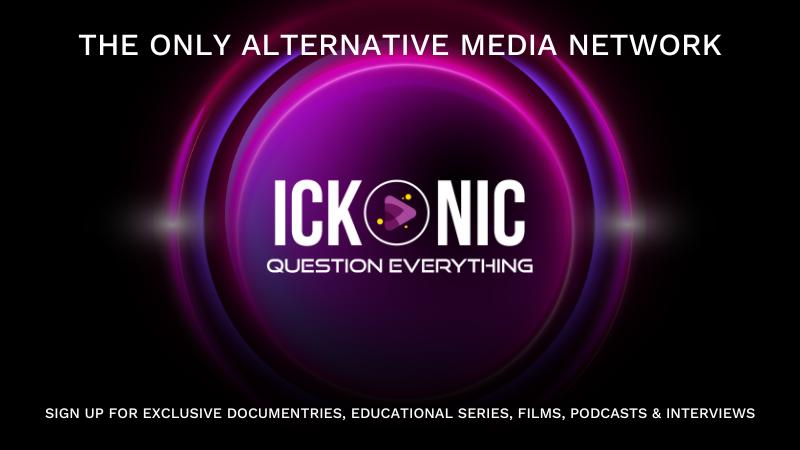 THE ONLY ALTERNATIVE MEDIA NETWORK
ICKONIC
QUESTION EVERYTHING
SIGN UP FOR EXCLUSIVE DOCUMENTRIES, EDUCATIONAL SERIES, FILMS, PODCASTS & INTERVIEWS